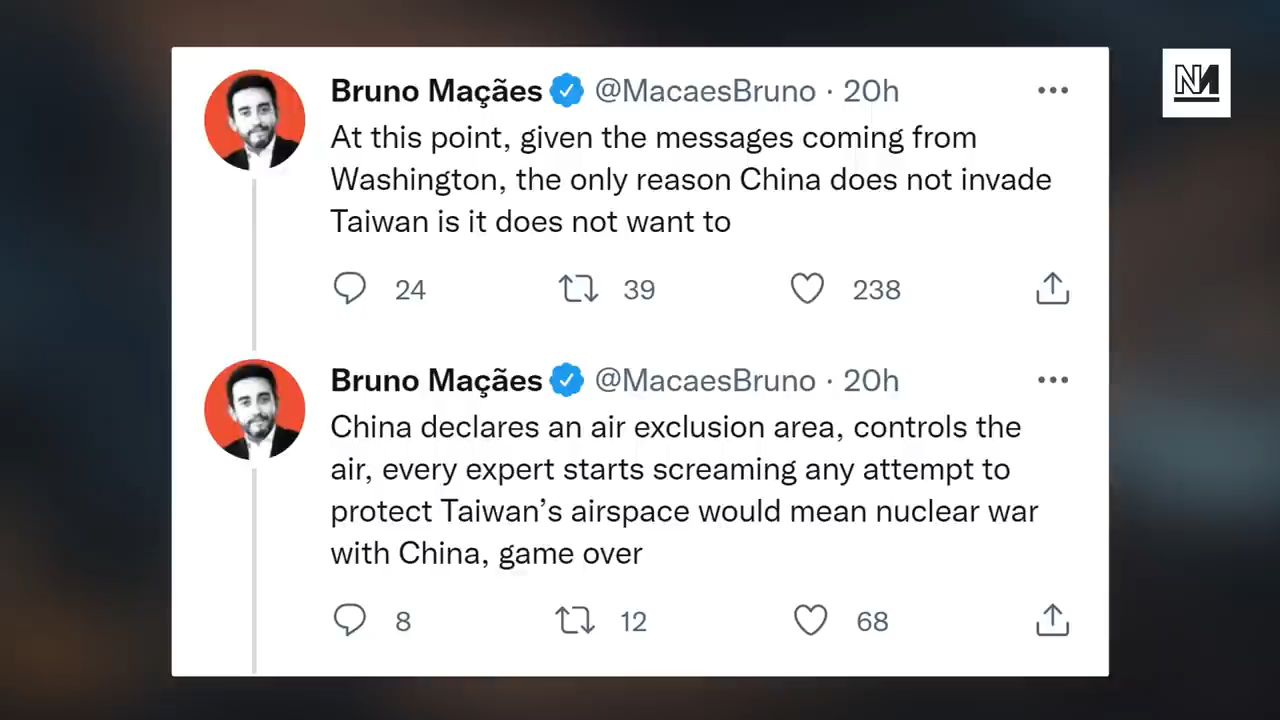 Bruno Maçães @MacaesBruno · 20h
At this point, given the messages coming from
Washington, the only reason China does not invade
Taiwan is it does not want to
24 39 238
Bruno Maçães @MacaesBruno · 20h
China declares an air exclusion area, controls the
air, every expert starts screaming any attempt to
protect Taiwan’s airspace would mean nuclear war
with China, game over
8 12 68
NM